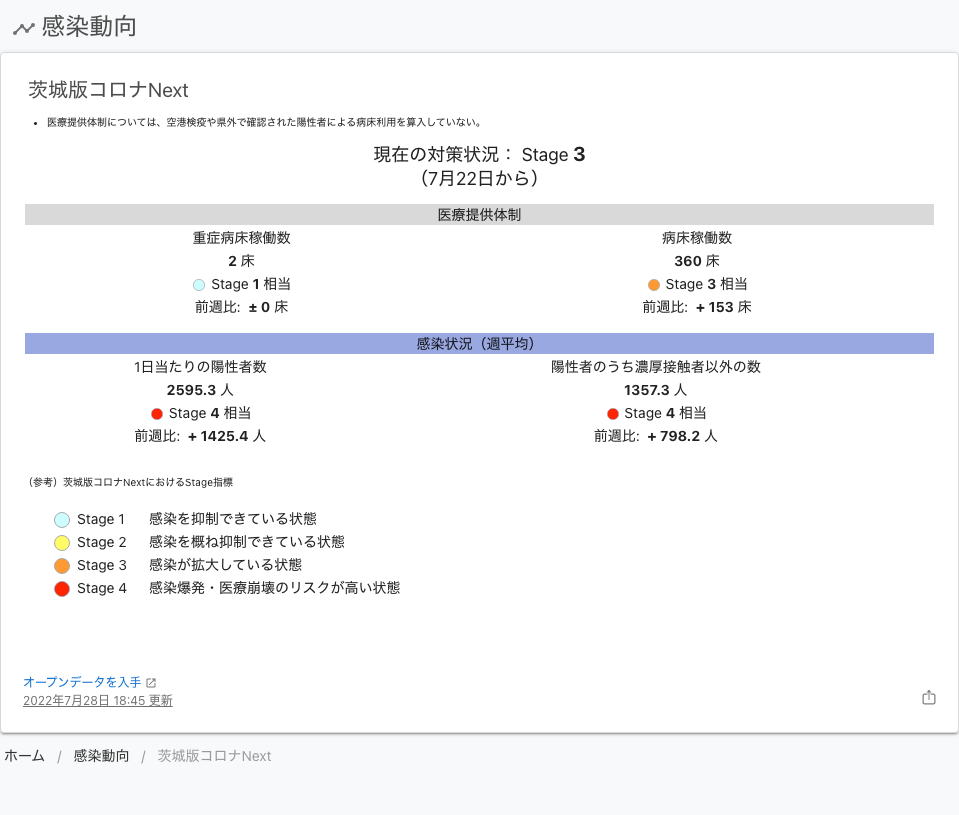 感染動向
茨城版コロナNext
• 医療提供体制については、空港検疫や県外で確認された陽性者による病床利用を算入していない。
現在の対策状況： Stage 3
（7月22日から）
医療提供体制
重症病床稼働数
2 床
Stage 1 相当
前週比: ± 0 床
病床稼働数
360 床
Stage 3 相当
前週比: + 153 床
感染状況（週平均）
1日当たりの陽性者数
2595.3 人
Stage 4 相当
前週比: + 1425.4 人
陽性者のうち濃厚接触者以外の数
1357.3 人
Stage 4 相当
前週比: + 798.2 人
（参考）茨城版コロナNextにおけるStage指標
Stage 1 感染を抑制できている状態
Stage 2 感染を概ね抑制できている状態
Stage 3 感染が拡大している状態
Stage 4 感染爆発・医療崩壊のリスクが高い状態
オープンデータを入手
2022年7月28日 18:45 更新
ホーム / 感染動向 / 茨城版コロナNext